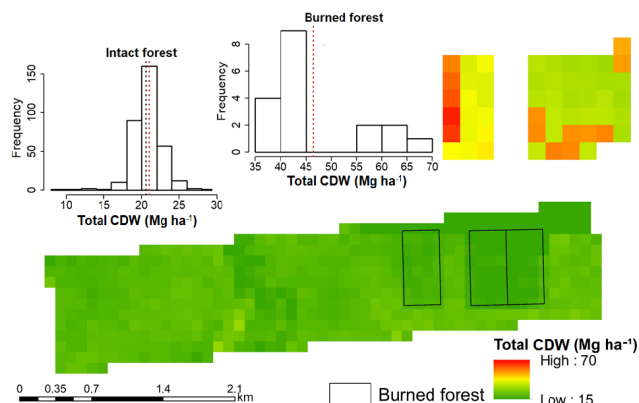 Intact forest
Frequency
0 50 100 150
10 15 20 25 30
Total CDW (Mg ha⁻¹)
Burned forest
Frequency
0 2 4 6 8
35 40 45 50 55 60 65 70
Total CDW (Mg ha⁻¹)
Total CDW (Mg ha⁻¹)
High : 70
Low : 15
Burned forest
0 0.35 0.7 1.4 2.1
km